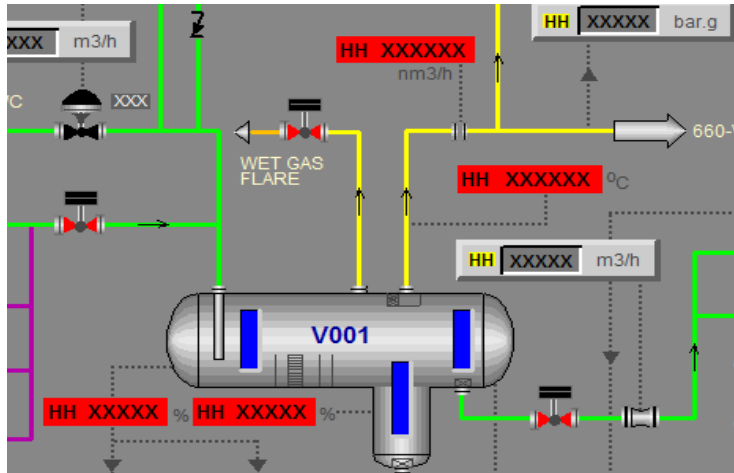 XXX m3/h
HH XXXXX bar.g
HH XXXXXX
nm3/h
°C
XXX
WET GAS
FLARE
660-
HH XXXXXX °C
HH XXXXX m3/h
V001
HH XXXXX %
HH XXXXX %